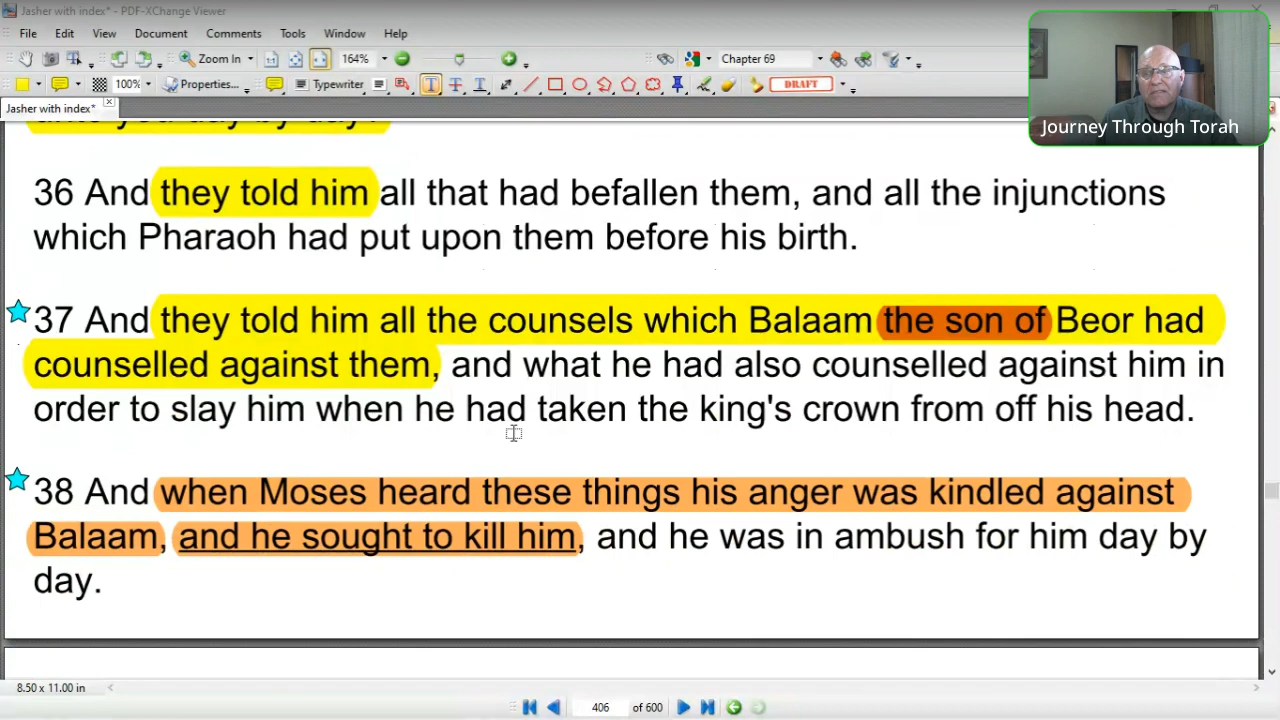 Jasher with index* - PDF-XChange Viewer
File Edit View Document Comments Tools Window Help
Zoom In 164% Chapter 69
100% Properties... Typewriter DRAFT
Jasher with index*
Journey Through Torah
unto you day by day?
36 And they told him all that had befallen them, and all the injunctions
which Pharaoh had put upon them before his birth.
37 And they told him all the counsels which Balaam the son of Beor had
counselled against them, and what he had also counselled against him in
order to slay him when he had taken the king's crown from off his head.
38 And when Moses heard these things his anger was kindled against
Balaam, and he sought to kill him, and he was in ambush for him day by
day.
8.50 x 11.00 in
406 of 600